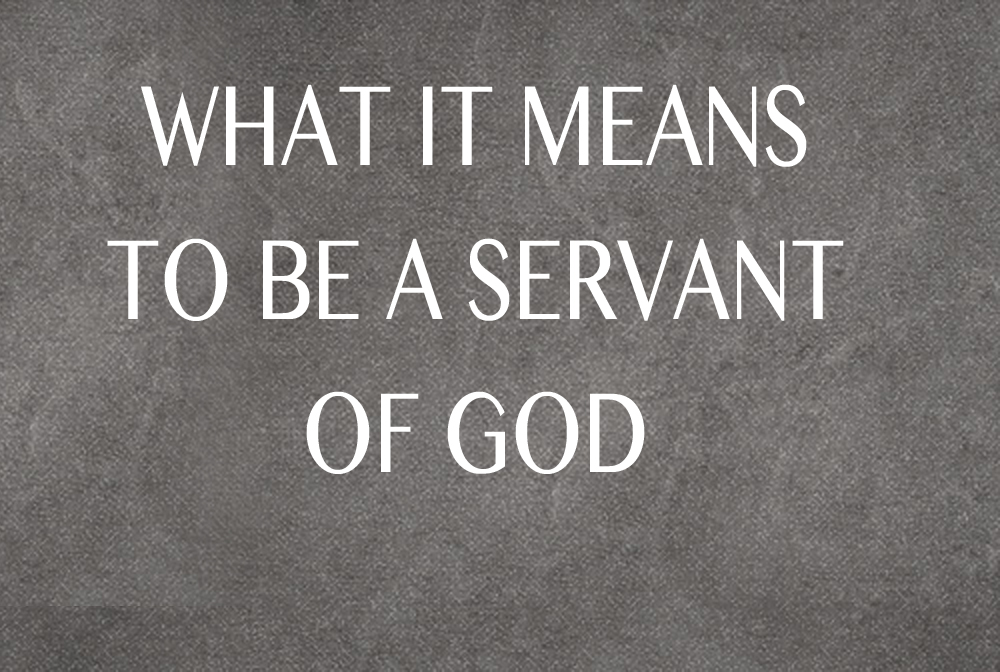 WHAT IT MEANS
TO BE A SERVANT
OF GOD